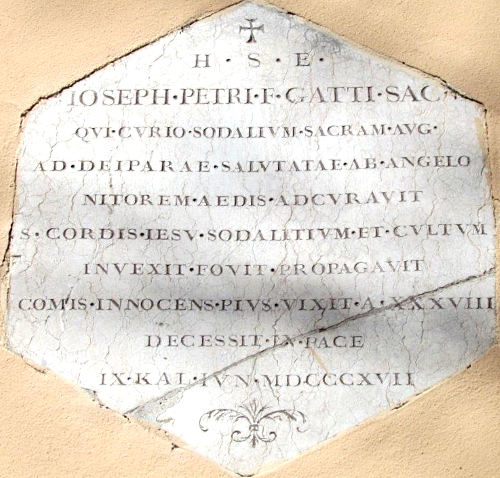 H · S · E ·
IOSEPH·PETRI·F·GATTI·SAC
QVI·CVRIO·SODALIVM·SACRAM·AVG·
AD·DEIPARAE·SALVTATAE·AB·ANGELO
NITOREM·AEDIS·ADCVRAVIT
S·CORDIS·IESV·SODALITIVM·ET·CVLTVM
INVEXIT·FOVIT·PROPAGAVIT
COMIS·INNOCENS·PIVS·VIXIT·A·XXXVIII
DECESSIT·IN·PACE
IX·KAL·IVN·MDCCCXVII